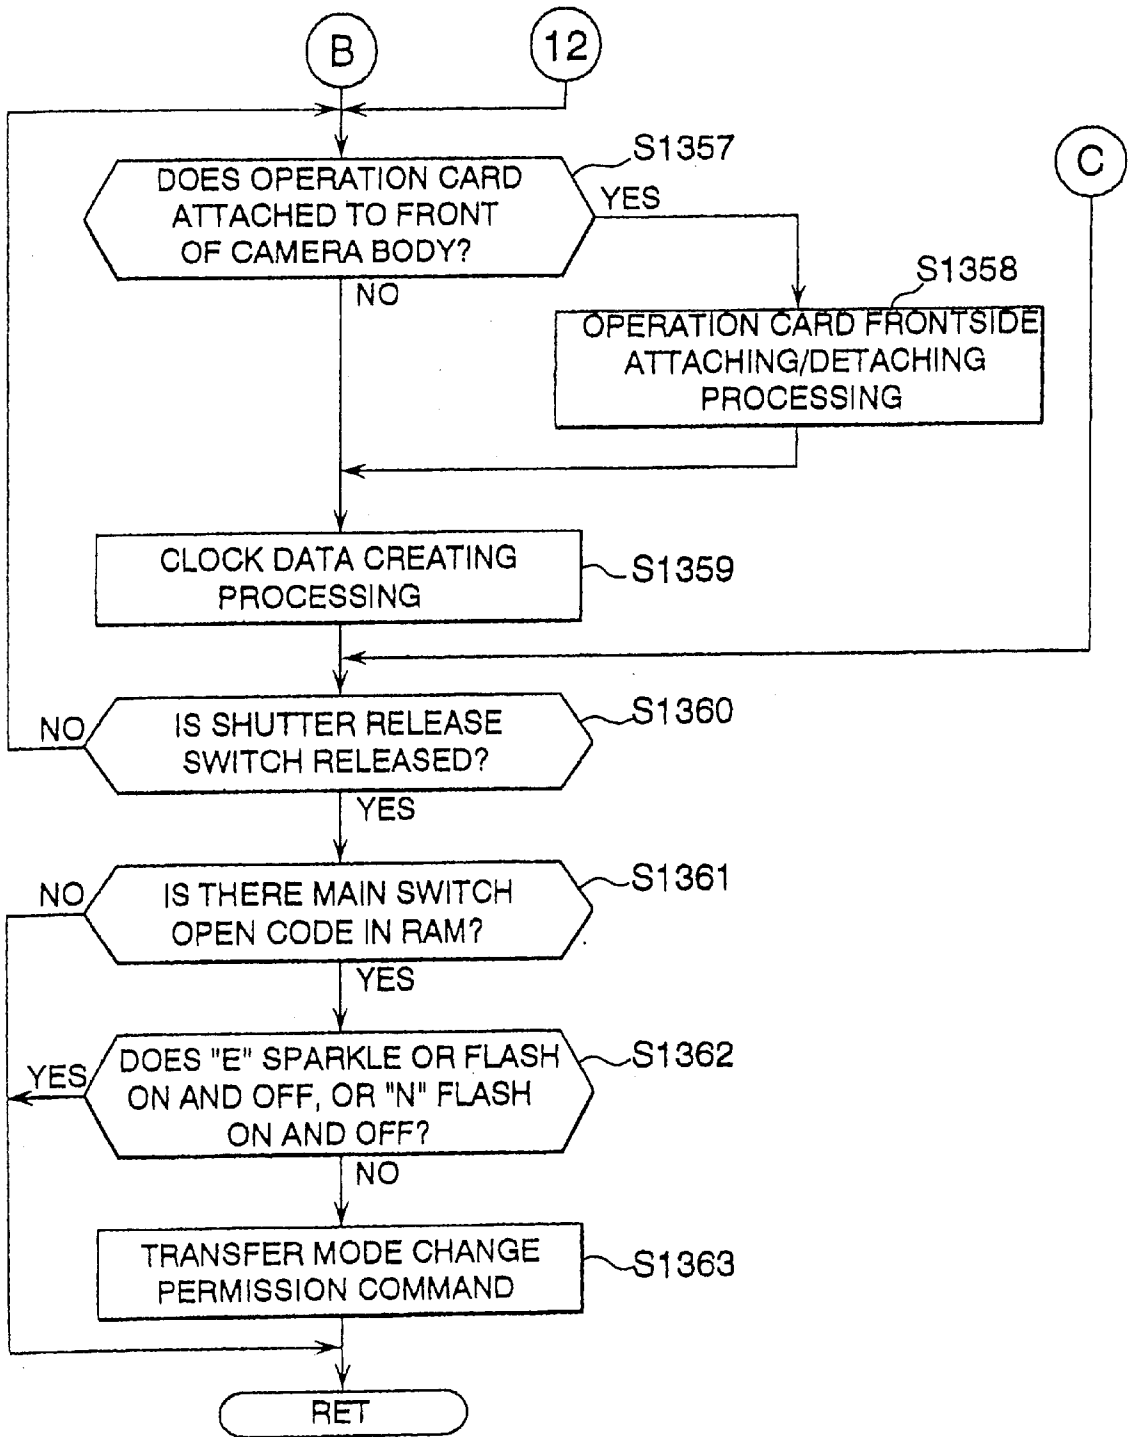 B
12
S1357
C
DOES OPERATION CARD
ATTACHED TO FRONT
OF CAMERA BODY?
YES
NO
S1358
OPERATION CARD FRONTSIDE
ATTACHING/DETACHING
PROCESSING
CLOCK DATA CREATING
PROCESSING
S1359
S1360
NO
IS SHUTTER RELEASE
SWITCH RELEASED?
YES
S1361
NO
IS THERE MAIN SWITCH
OPEN CODE IN RAM?
YES
S1362
YES
DOES "E" SPARKLE OR FLASH
ON AND OFF, OR "N" FLASH
ON AND OFF?
NO
TRANSFER MODE CHANGE
PERMISSION COMMAND
S1363
RET